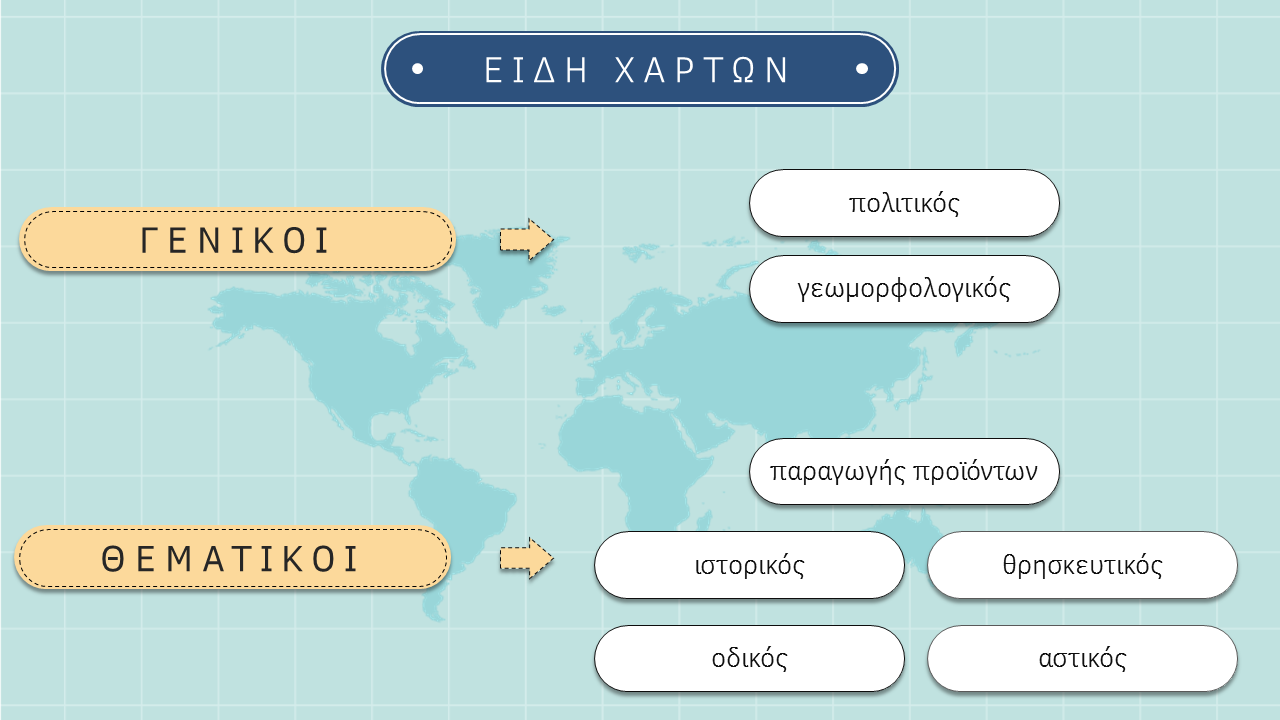 ΕΙΔΗ ΧΑΡΤΩΝ
ΓΕΝΙΚΟΙ
πολιτικός
γεωμορφολογικός
ΘΕΜΑΤΙΚΟΙ
παραγωγής προϊόντων
ιστορικός
θρησκευτικός
οδικός
αστικός